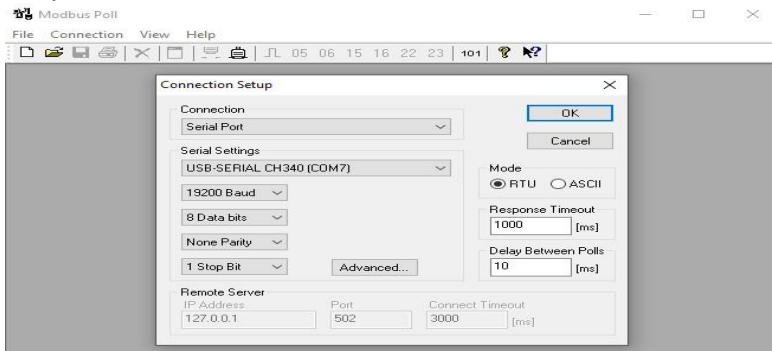 Modbus Poll
File Connection View Help
05 06 15 16 22 23 101
Connection Setup
Connection
Serial Port
OK
Cancel
Serial Settings
USB-SERIAL CH340 (COM7)
19200 Baud
8 Data bits
None Parity
1 Stop Bit
Advanced...
Mode
RTU ASCII
Response Timeout
1000 [ms]
Delay Between Polls
10 [ms]
Remote Server
IP Address Port Connect Timeout
127.0.0.1 502 3000 [ms]